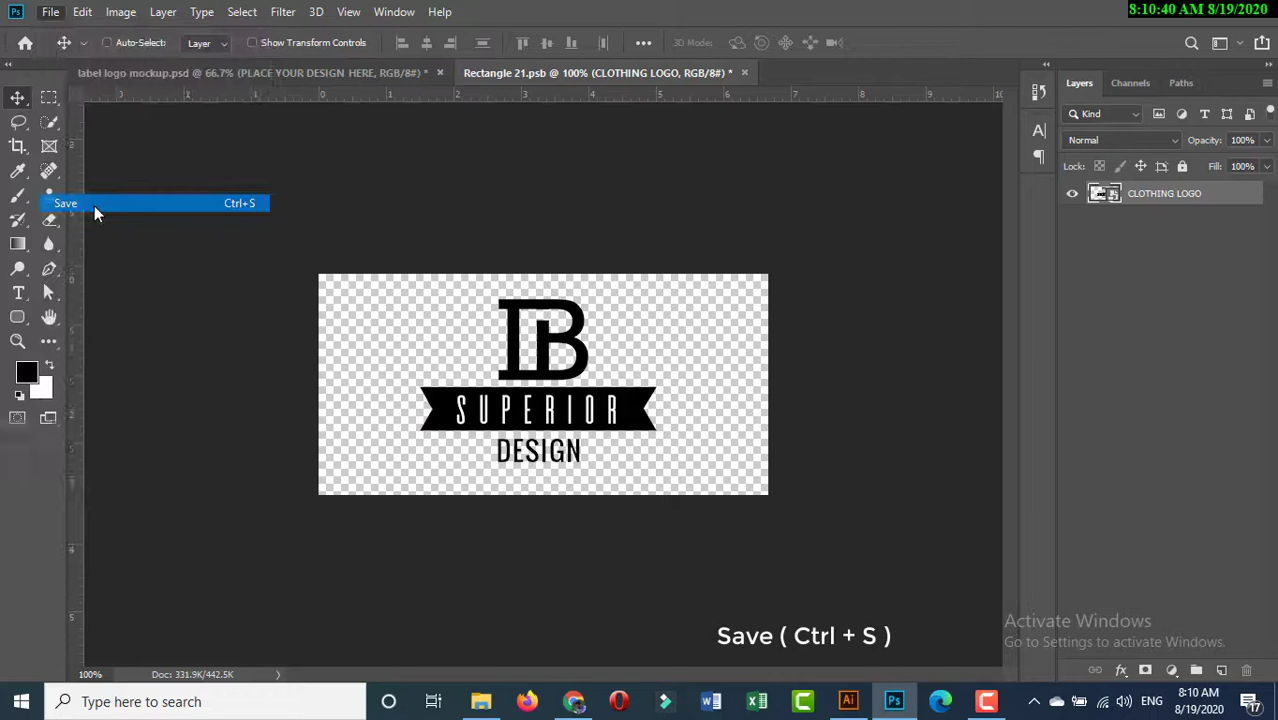 8:10:40 AM 8/19/2020
Ps File Edit Image Layer Type Select Filter 3D View Window Help
Auto-Select: Layer Show Transform Controls 3D Mode:
label logo mockup.psd @ 66.7% (PLACE YOUR DESIGN HERE, RGB/8#) * × Rectangle 21.psb @ 100% (CLOTHING LOGO, RGB/8#) * ×
Layers Channels Paths
Kind
Normal Opacity: 100%
Lock: Fill: 100%
CLOTHING LOGO
Save Ctrl+S
B
SUPERIOR
DESIGN
Save ( Ctrl + S )
Activate Windows
Go to Settings to activate Windows.
100% Doc: 331.9K/442.5K
Type here to search
ENG
8:10 AM
8/19/2020
17